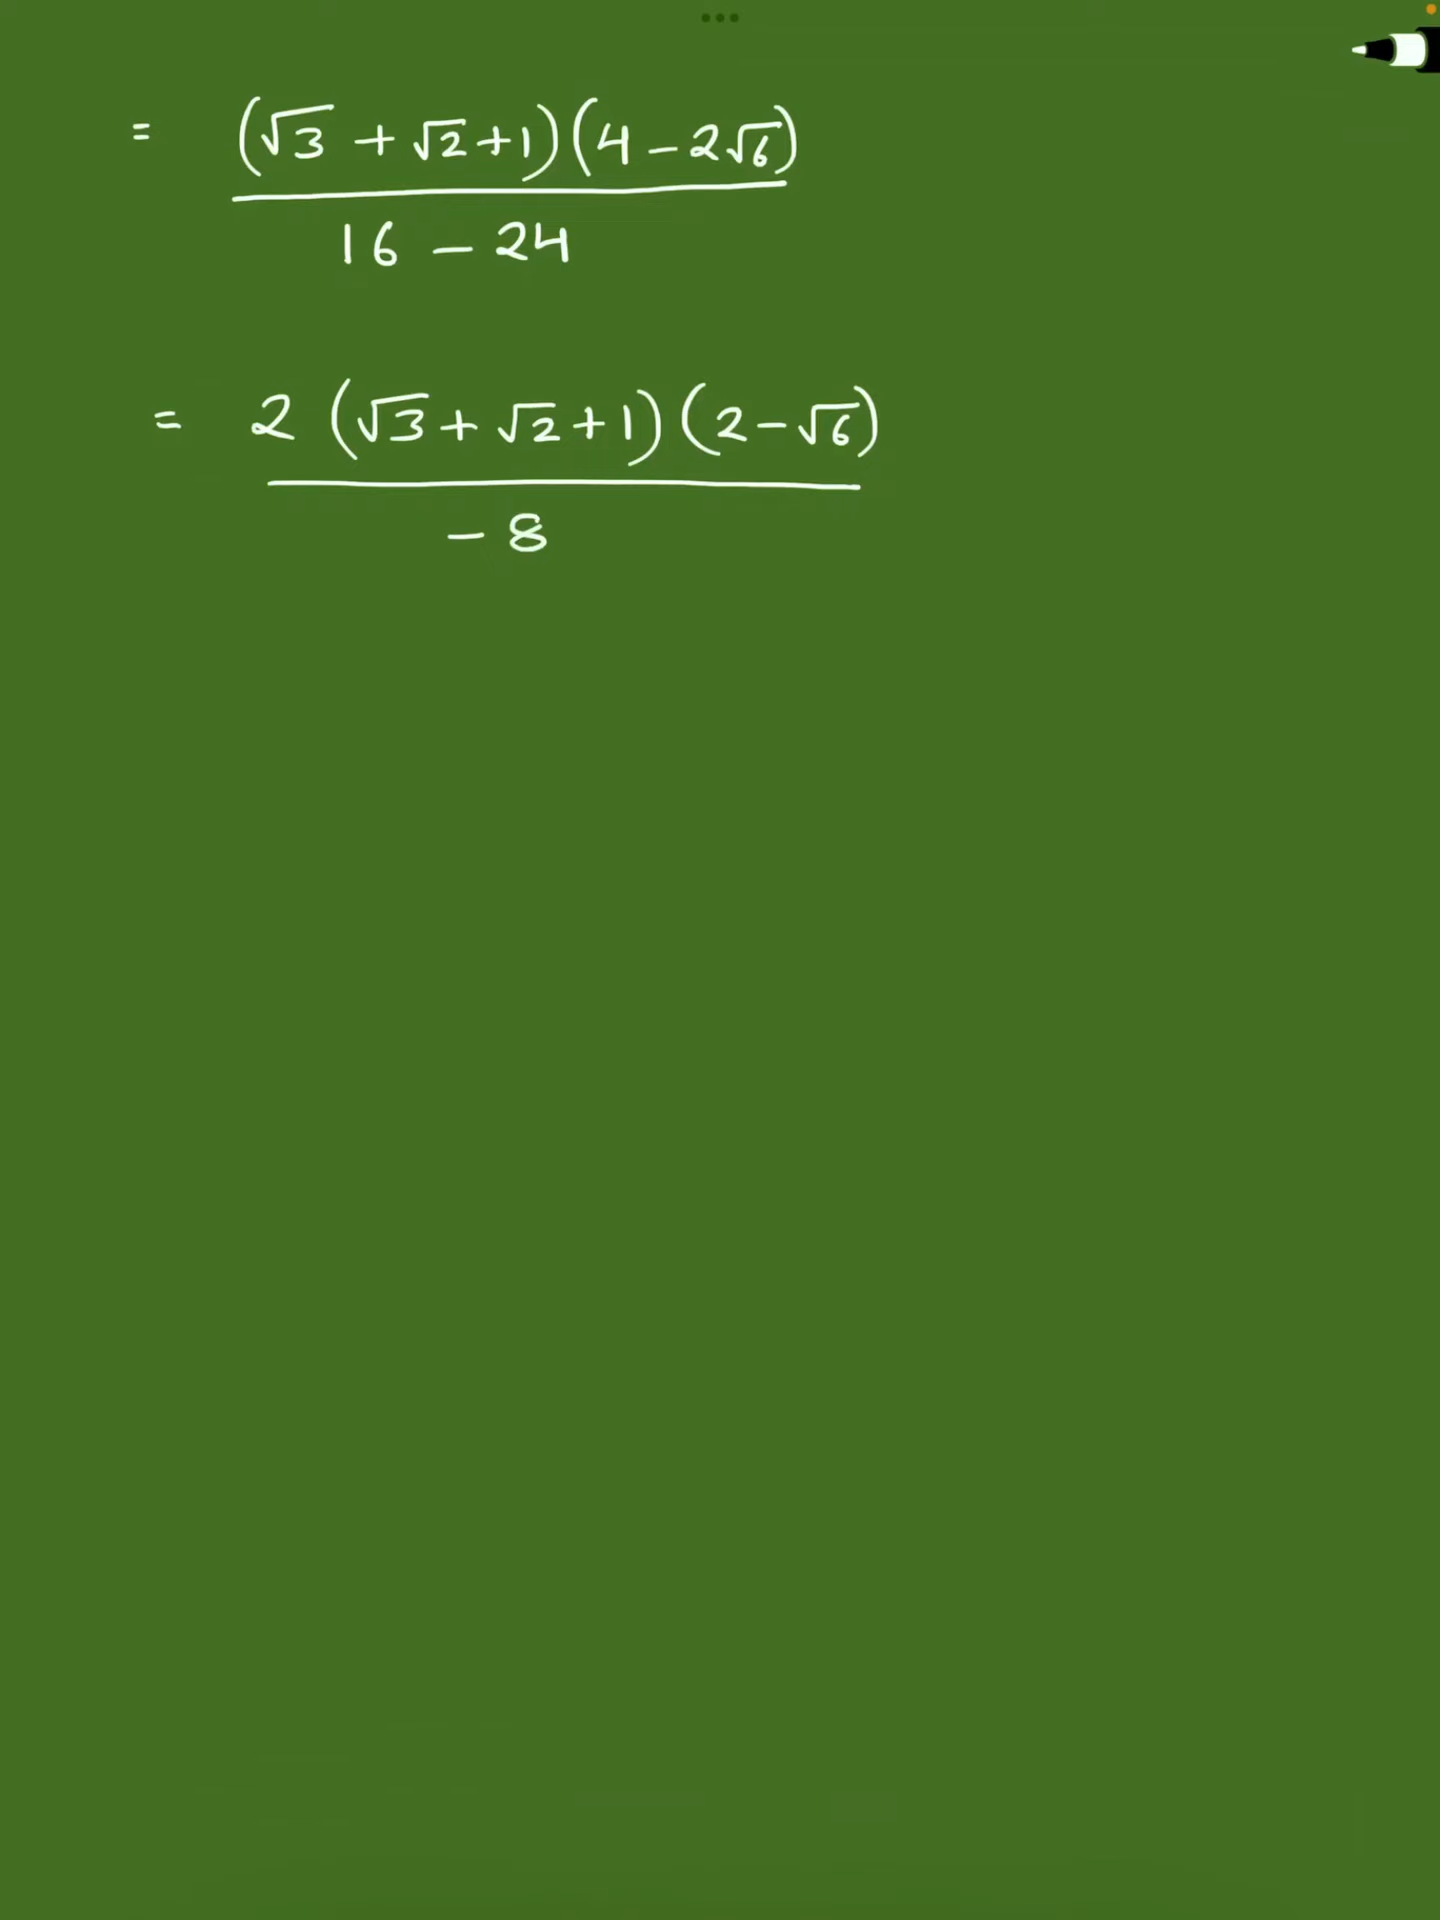 = (√3 + √2 + 1)(4 - 2√6)
16 - 24
= 2 (√3 + √2 + 1)(2 - √6)
- 8